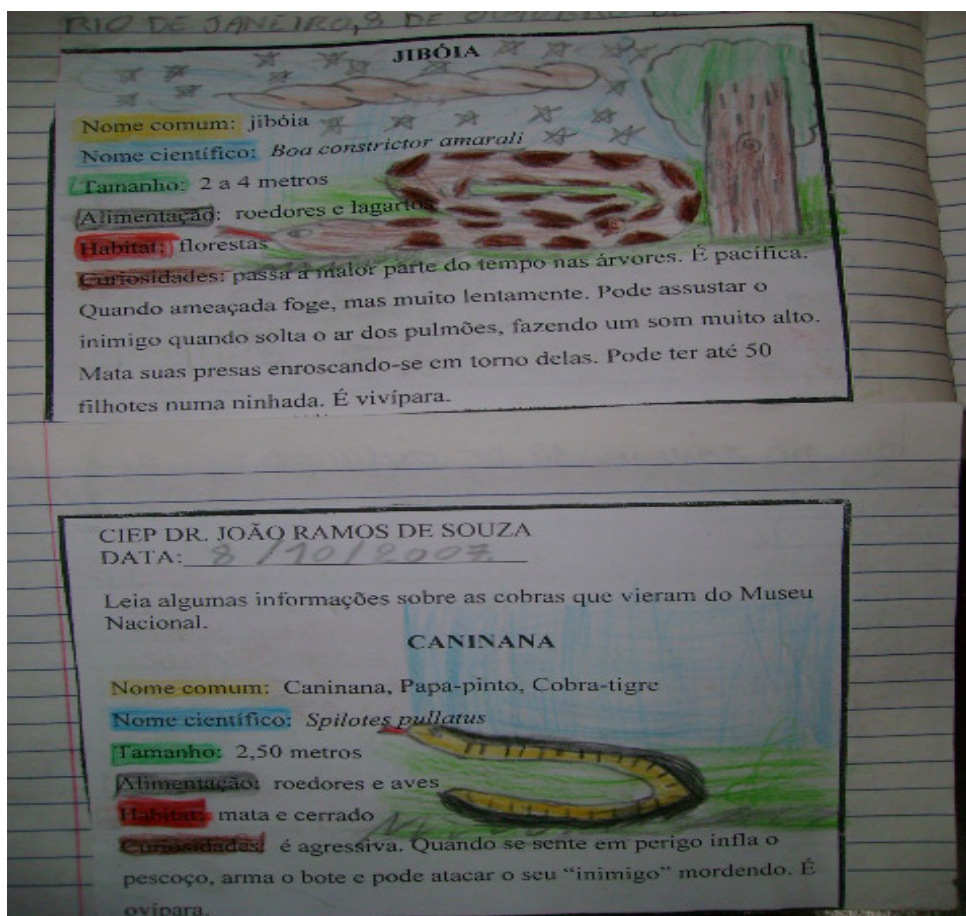 RIO DE JANEIRO, 8 DE OUTUBRO DE
JIBÓIA
Nome comum: jibóia
Nome científico: Boa constrictor amarali
Tamanho: 2 a 4 metros
Alimentação: roedores e lagartos
Habitat: florestas
Curiosidades: passa a maior parte do tempo nas árvores. É pacífica.
Quando ameaçada foge, mas muito lentamente. Pode assustar o
inimigo quando solta o ar dos pulmões, fazendo um som muito alto.
Mata suas presas enroscando-se em torno delas. Pode ter até 50
filhotes numa ninhada. É vivípara.
CIEP DR. JOÃO RAMOS DE SOUZA
DATA: 8/10/2007
Leia algumas informações sobre as cobras que vieram do Museu
Nacional.
CANINANA
Nome comum: Caninana, Papa-pinto, Cobra-tigre
Nome científico: Spilotes pullatus
Tamanho: 2,50 metros
Alimentação: roedores e aves
Habitat: mata e cerrado
Curiosidades: é agressiva. Quando se sente em perigo infla o
pescoço, arma o bote e pode atacar o seu “inimigo” mordendo. É
ovípara.